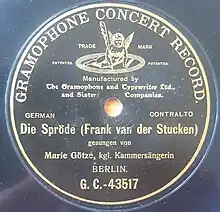 GRAMOPHONE CONCERT RECORD.
TRADE MARK
PATENTED PATENTED
Manufactured by
The Gramophone and Typewriter Ltd.,
and Sister Companies.
GERMAN CONTRALTO
Die Spröde (Frank van der Stucken)
gesungen von
Marie Götze, kgl. Kammersängerin
BERLIN.
G. C.-43517